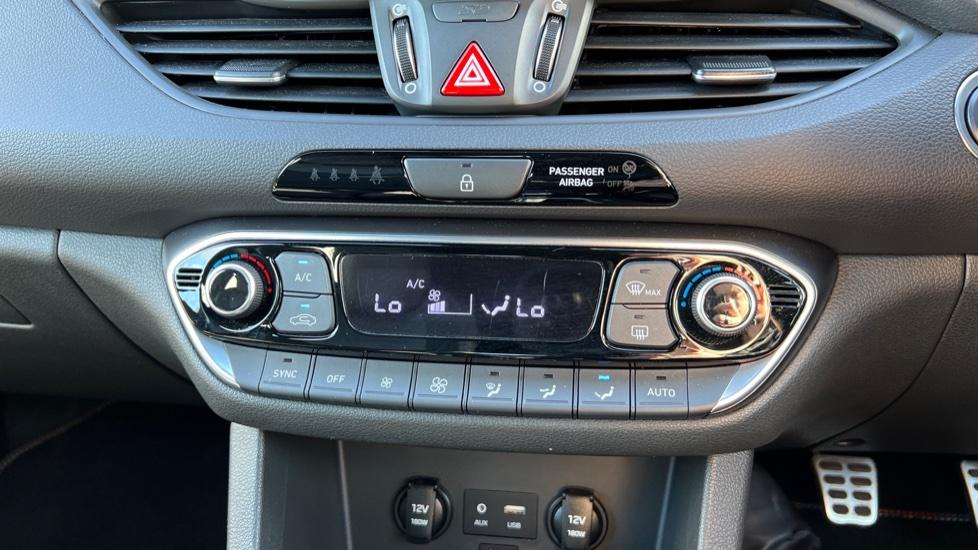 PASSENGER ON
AIRBAG OFF
A/C
A/C
Lo Lo
MAX
SYNC OFF AUTO
12V
180W
AUX USB
12V
180W